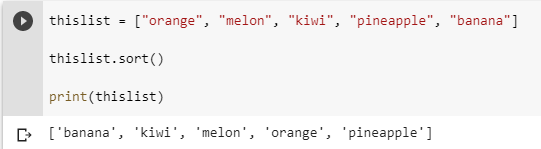 thislist = ["orange", "melon", "kiwi", "pineapple", "banana"]
thislist.sort()
print(thislist)
['banana', 'kiwi', 'melon', 'orange', 'pineapple']